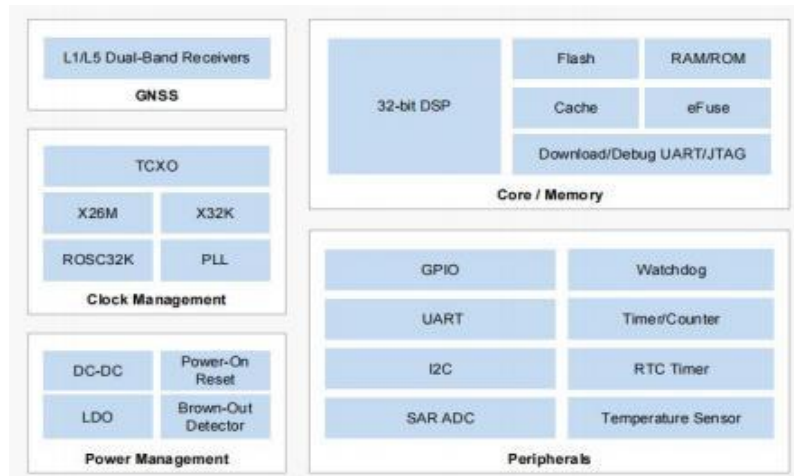 L1/L5 Dual-Band Receivers
GNSS
TCXO
X26M
X32K
ROSC32K
PLL
Clock Management
DC-DC
Power-On
Reset
LDO
Brown-Out
Detector
Power Management
32-bit DSP
Flash
RAM/ROM
Cache
eFuse
Download/Debug UART/JTAG
Core / Memory
GPIO
Watchdog
UART
Timer/Counter
I2C
RTC Timer
SAR ADC
Temperature Sensor
Peripherals